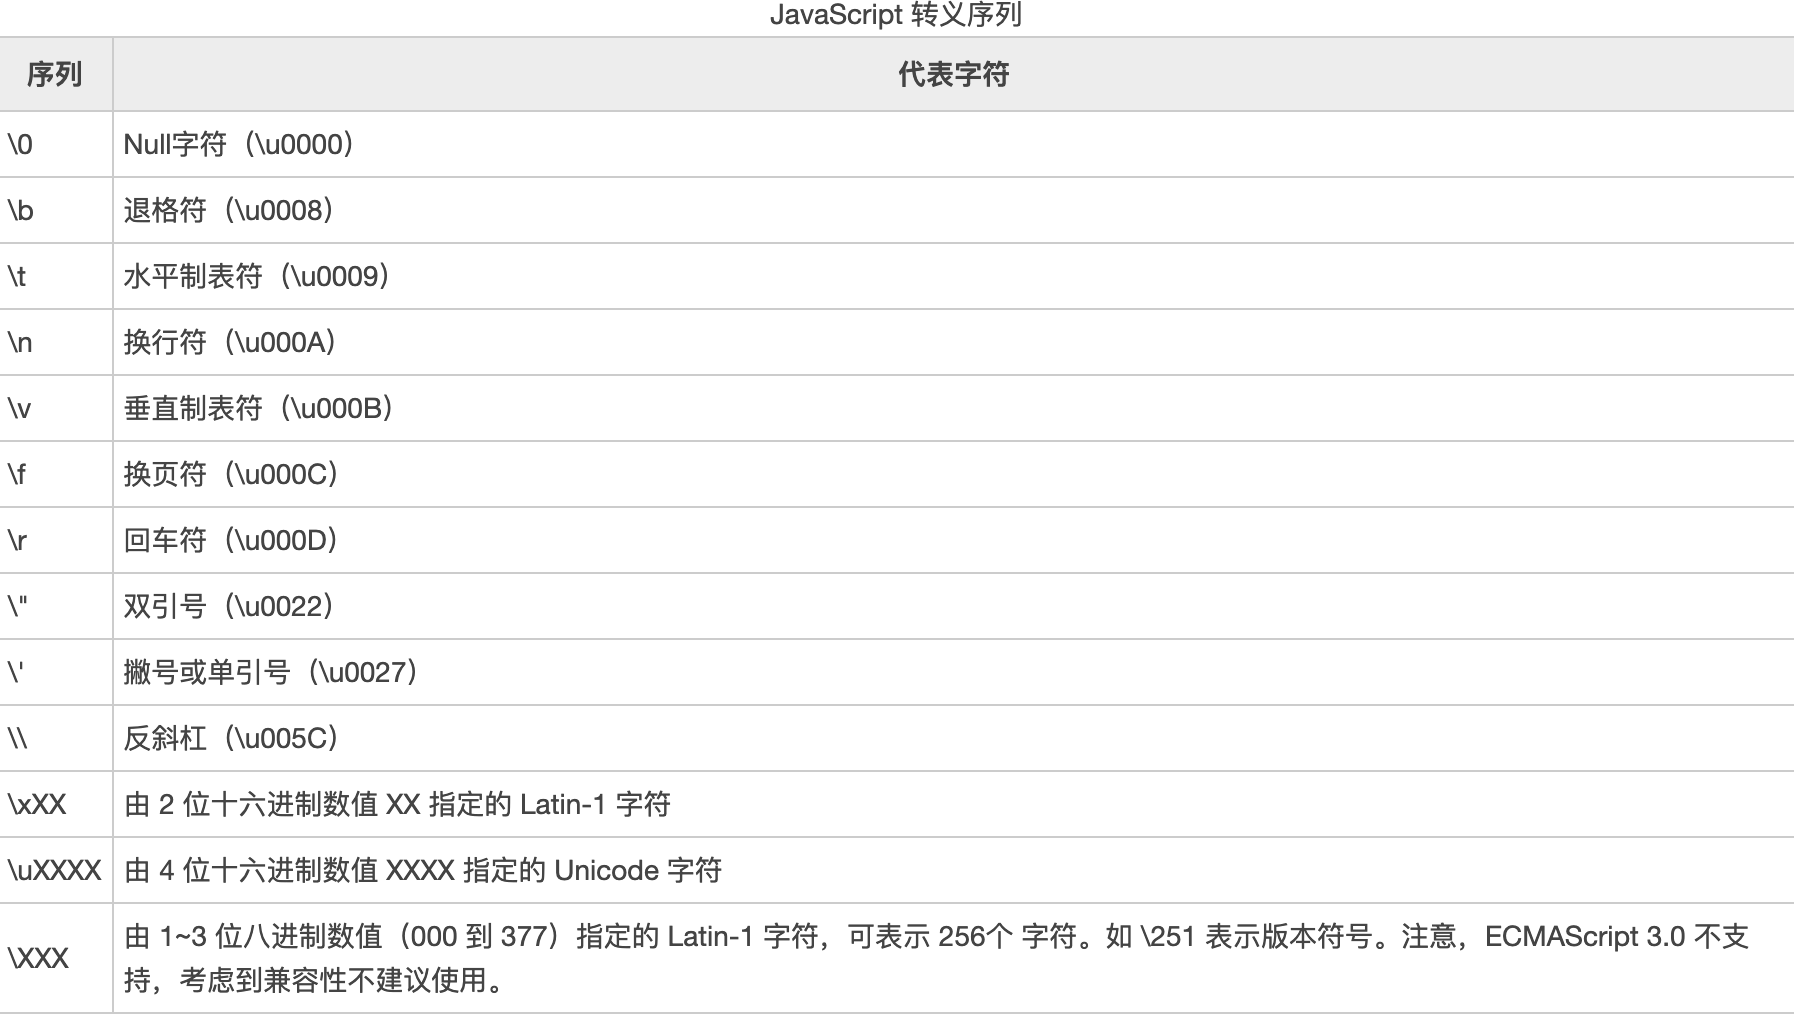 JavaScript 转义序列
序列 代表字符
\0 Null字符（\u0000）
\b 退格符（\u0008）
\t 水平制表符（\u0009）
\n 换行符（\u000A）
\v 垂直制表符（\u000B）
\f 换页符（\u000C）
\r 回车符（\u000D）
\" 双引号（\u0022）
\' 撇号或单引号（\u0027）
\\ 反斜杠（\u005C）
\xXX 由 2 位十六进制数值 XX 指定的 Latin-1 字符
\uXXXX 由 4 位十六进制数值 XXXX 指定的 Unicode 字符
\XXX 由 1~3 位八进制数值（000 到 377）指定的 Latin-1 字符，可表示 256个 字符。如 \251 表示版本符号。注意，ECMAScript 3.0 不支
持，考虑到兼容性不建议使用。